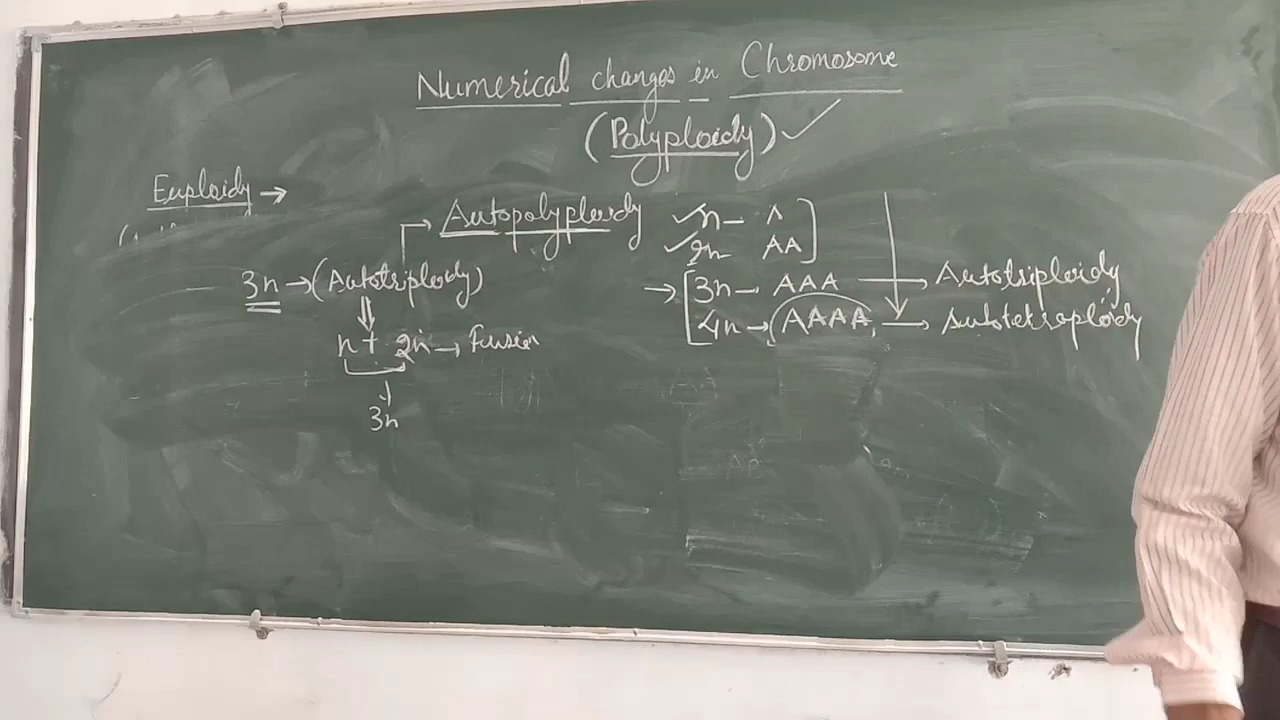 Numerical changes in Chromosome
(Polyploidy) ✓
Euploidy →
Autopolyploidy
3n → (Autotriploidy)
n + 2n → fusion
3n
✓n – A
✓2n AA
→ 3n – AAA → Autotriploidy
4n → (AAAA) → Autotetraploidy